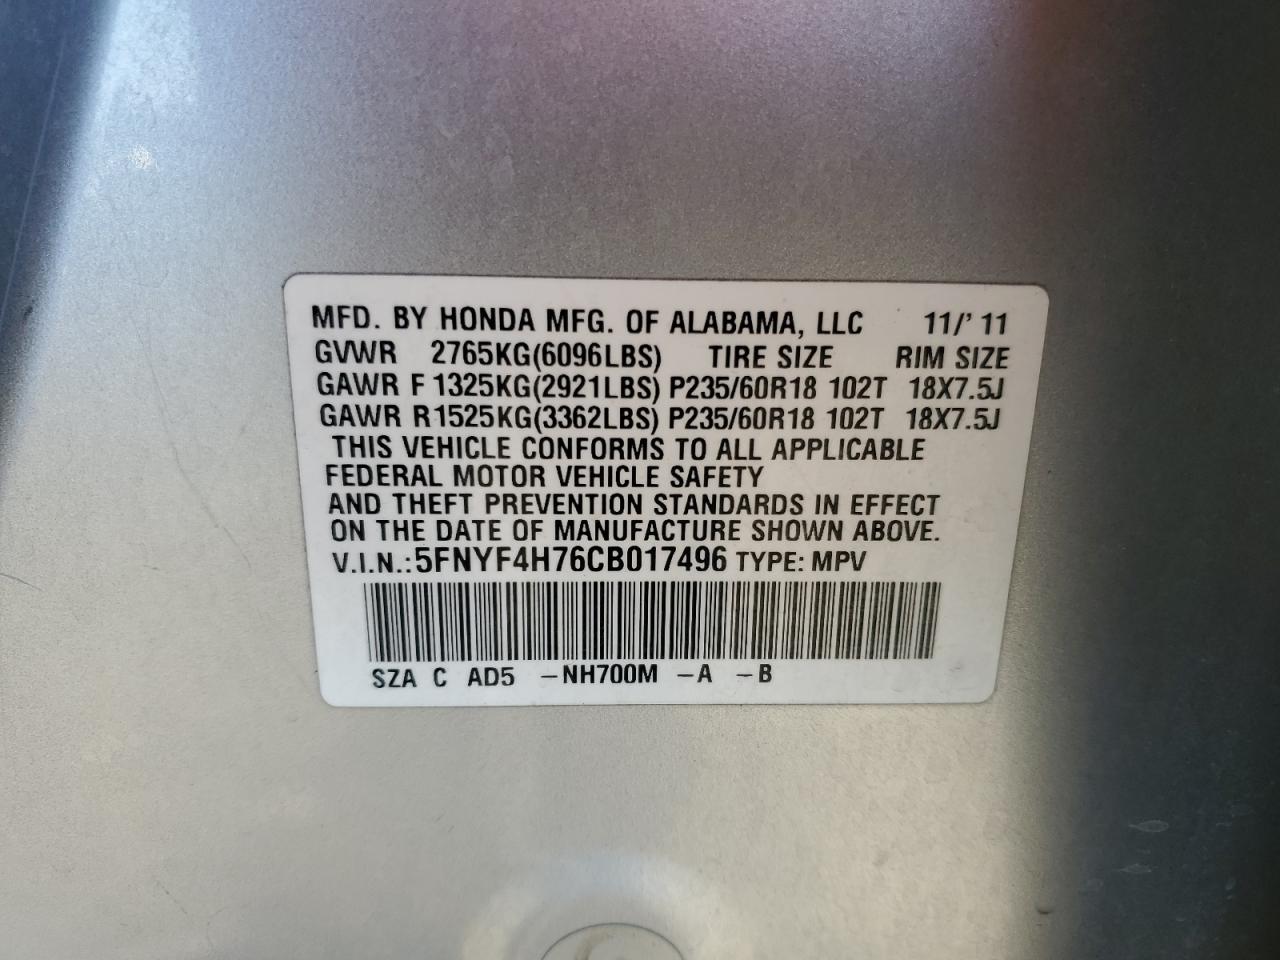 MFD. BY HONDA MFG. OF ALABAMA, LLC 11/'11
GVWR 2765KG(6096LBS) TIRE SIZE RIM SIZE
GAWR F 1325KG(2921LBS) P235/60R18 102T 18X7.5J
GAWR R1525KG(3362LBS) P235/60R18 102T 18X7.5J
THIS VEHICLE CONFORMS TO ALL APPLICABLE
FEDERAL MOTOR VEHICLE SAFETY
AND THEFT PREVENTION STANDARDS IN EFFECT
ON THE DATE OF MANUFACTURE SHOWN ABOVE.
V.I.N.:5FNYF4H76CB017496 TYPE: MPV
SZA C AD5 –NH700M –A –B